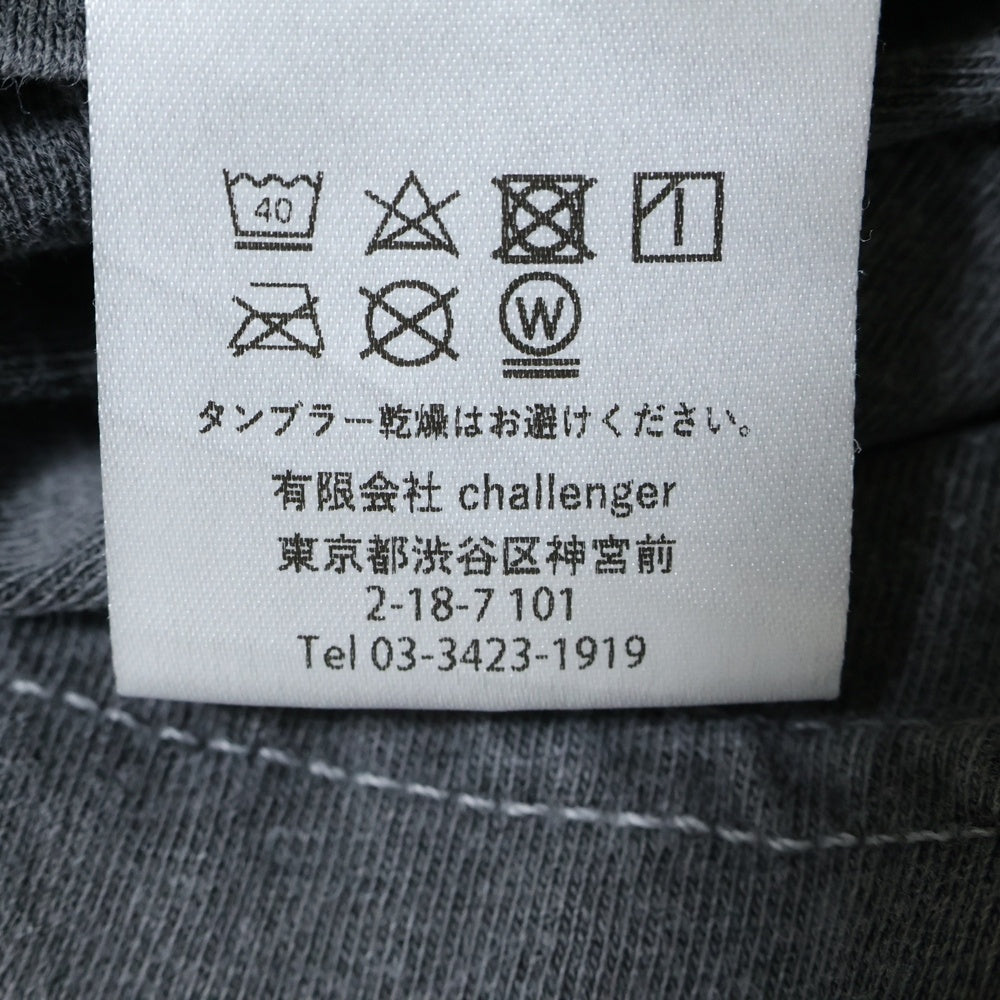 40
W
タンブラー乾燥はお避けください。
有限会社 challenger
東京都渋谷区神宮前
2-18-7 101
Tel 03-3423-1919